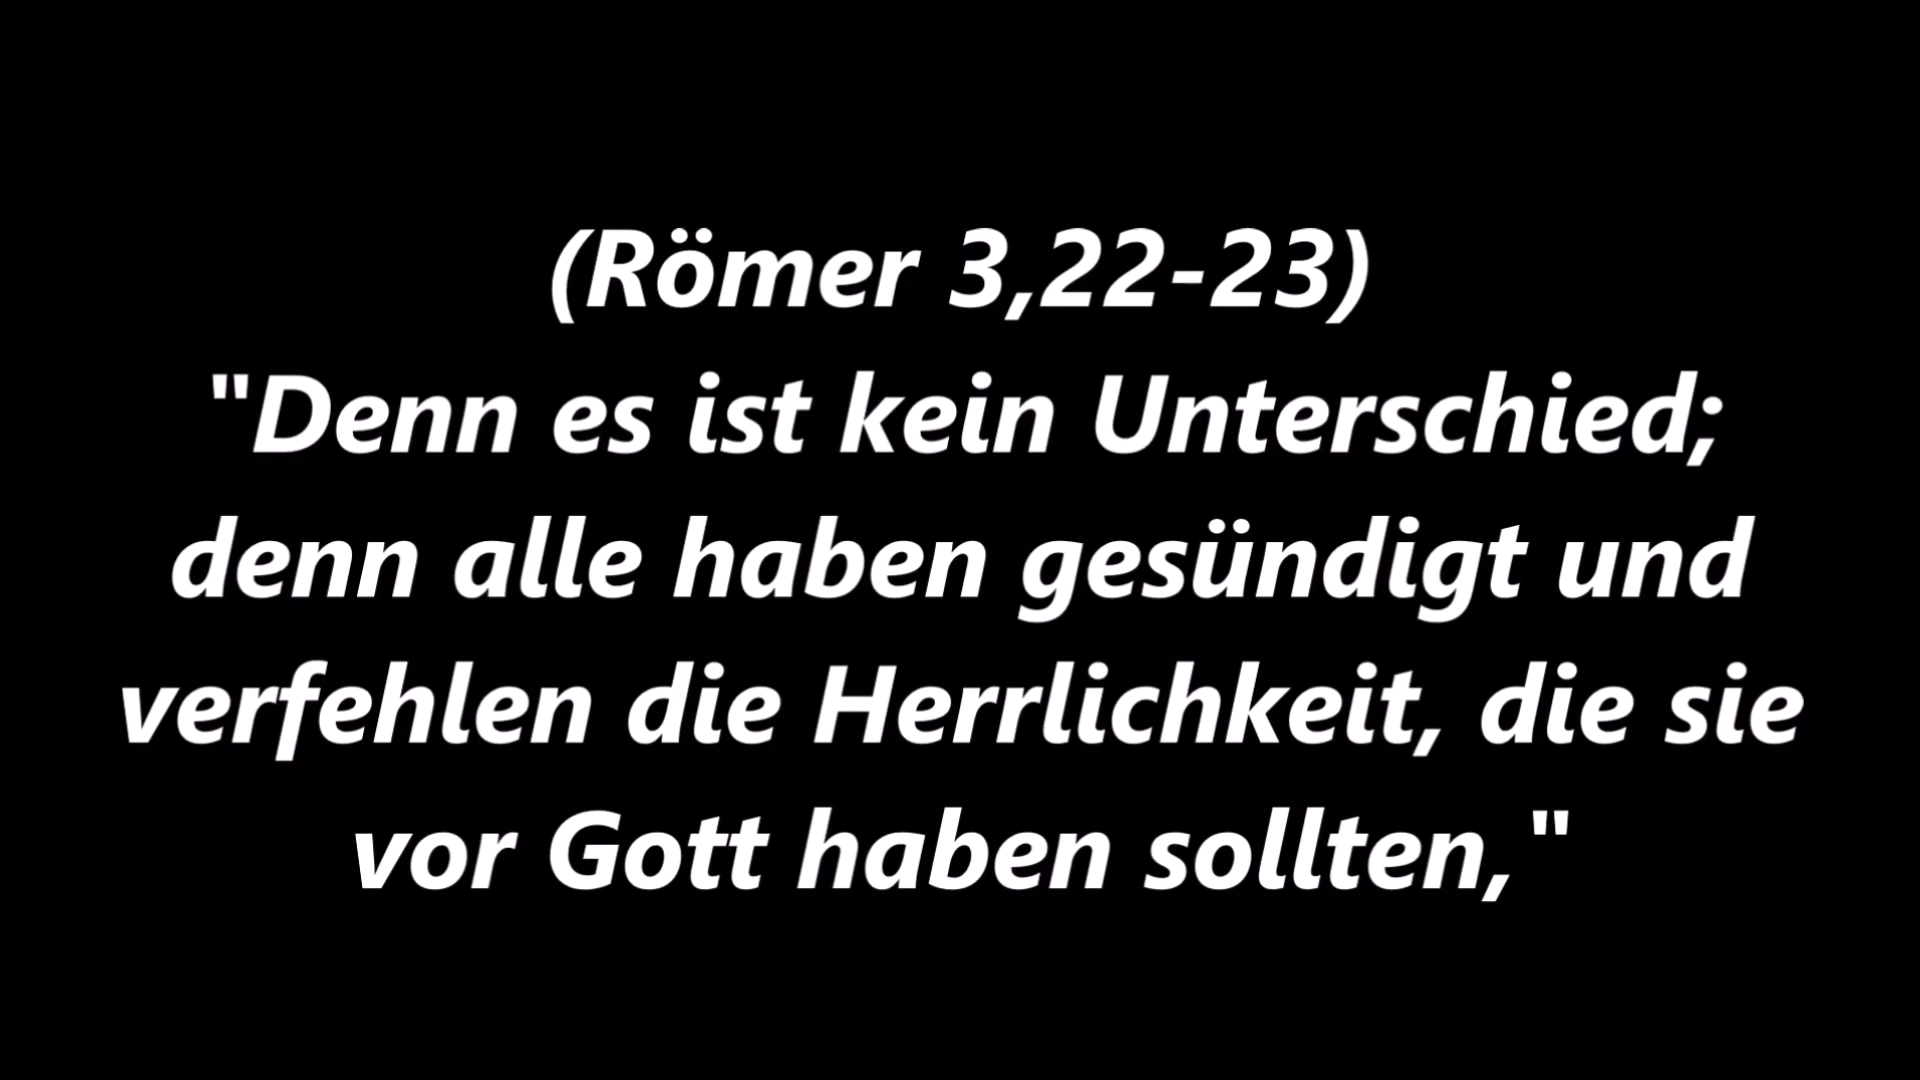 (Römer 3,22-23)
"Denn es ist kein Unterschied;
denn alle haben gesündigt und
verfehlen die Herrlichkeit, die sie
vor Gott haben sollten,"